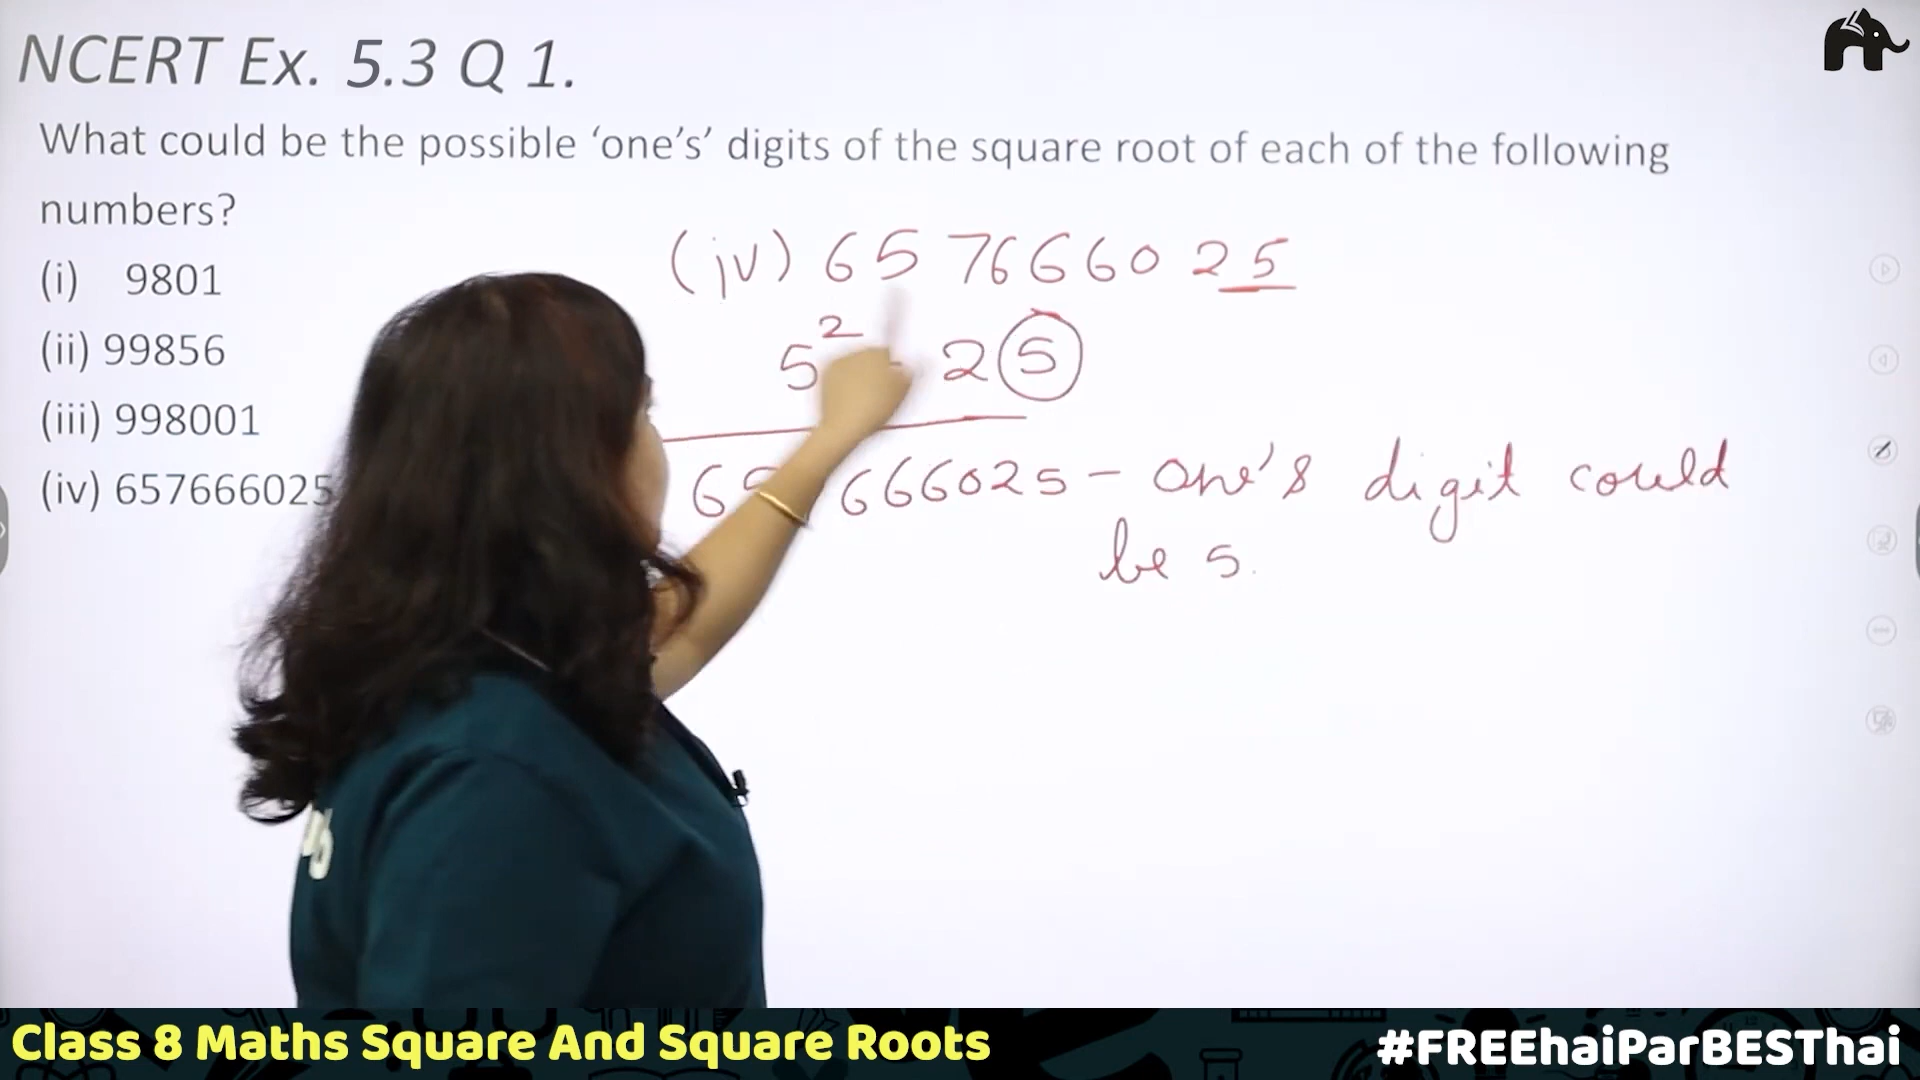 NCERT Ex. 5.3 Q 1.
What could be the possible ‘one’s’ digits of the square root of each of the following
numbers?
(i) 9801
(ii) 99856
(iii) 998001
(iv) 657666025
(iv) 657666025
5² 25
666025 - one's digit could
be 5.
Class 8 Maths Square And Square Roots
#FREEhaiParBESThai